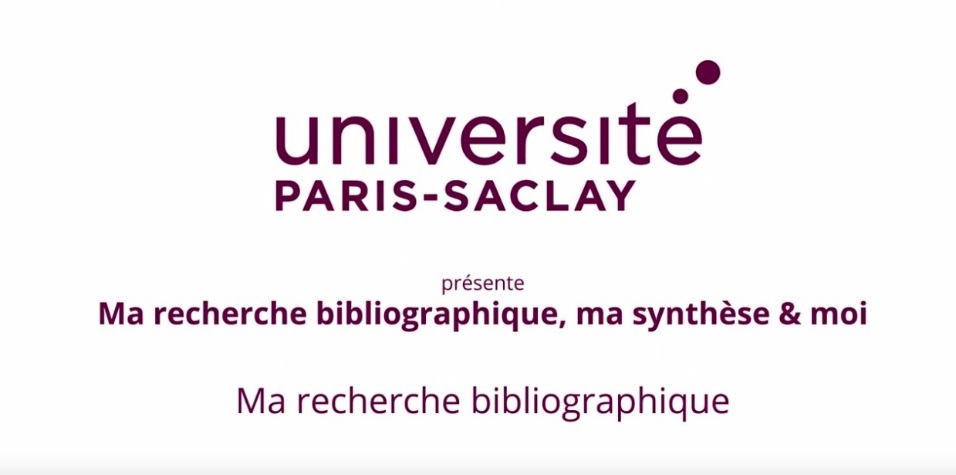 université
PARIS-SACLAY
présente
Ma recherche bibliographique, ma synthèse & moi
Ma recherche bibliographique